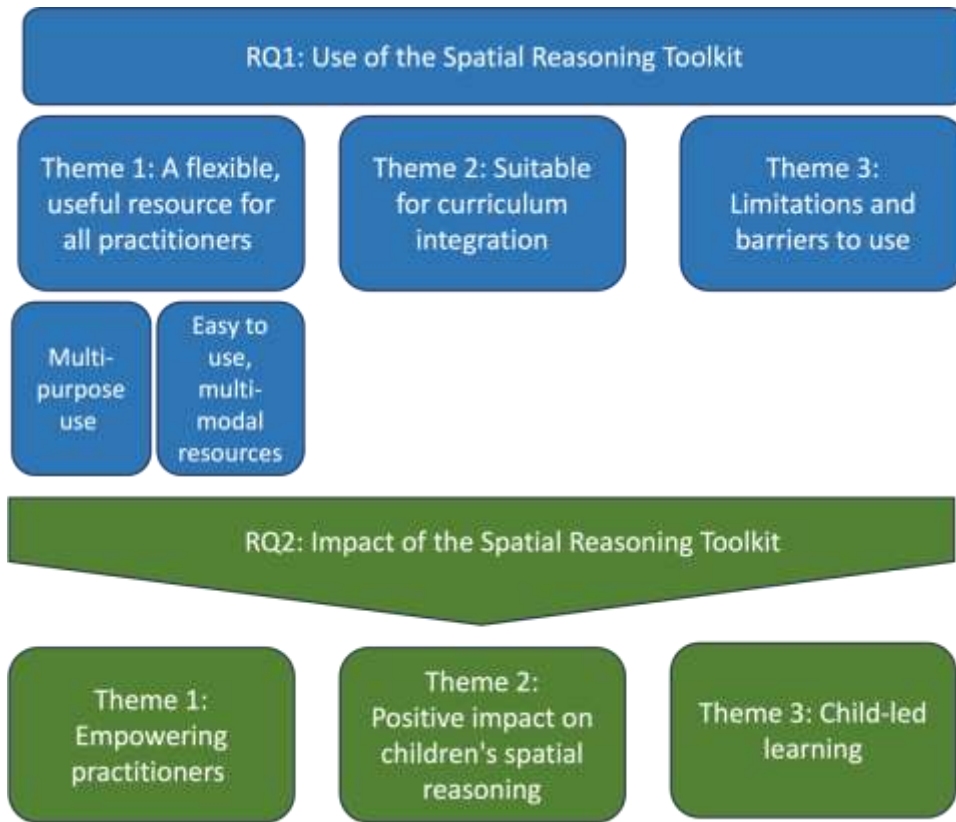 RQ1: Use of the Spatial Reasoning Toolkit
Theme 1: A flexible,
useful resource for
all practitioners
Theme 2: Suitable
for curriculum
integration
Theme 3:
Limitations and
barriers to use
Multi-
purpose
use
Easy to
use,
multi-
modal
resources
RQ2: Impact of the Spatial Reasoning Toolkit
Theme 1:
Empowering
practitioners
Theme 2:
Positive impact on
children's spatial
reasoning
Theme 3: Child-led
learning